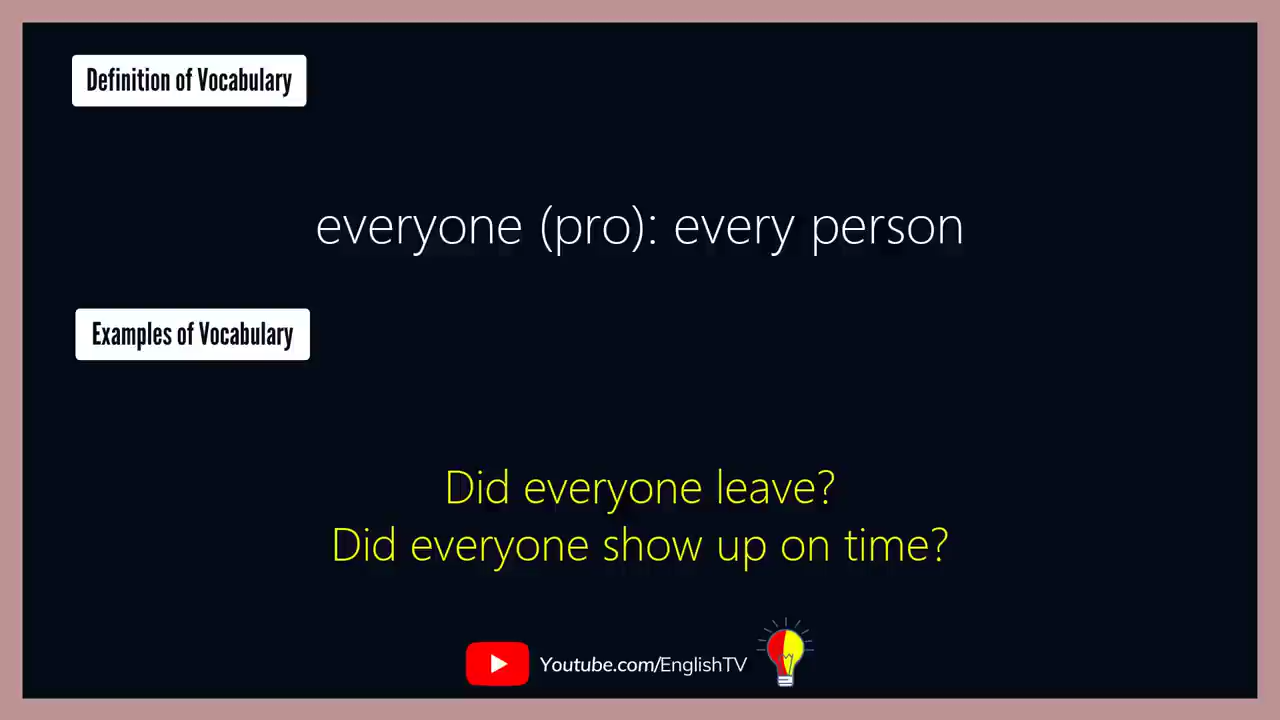 Definition of Vocabulary
everyone (pro): every person
Examples of Vocabulary
Did everyone leave?
Did everyone show up on time?
Youtube.com/EnglishTV